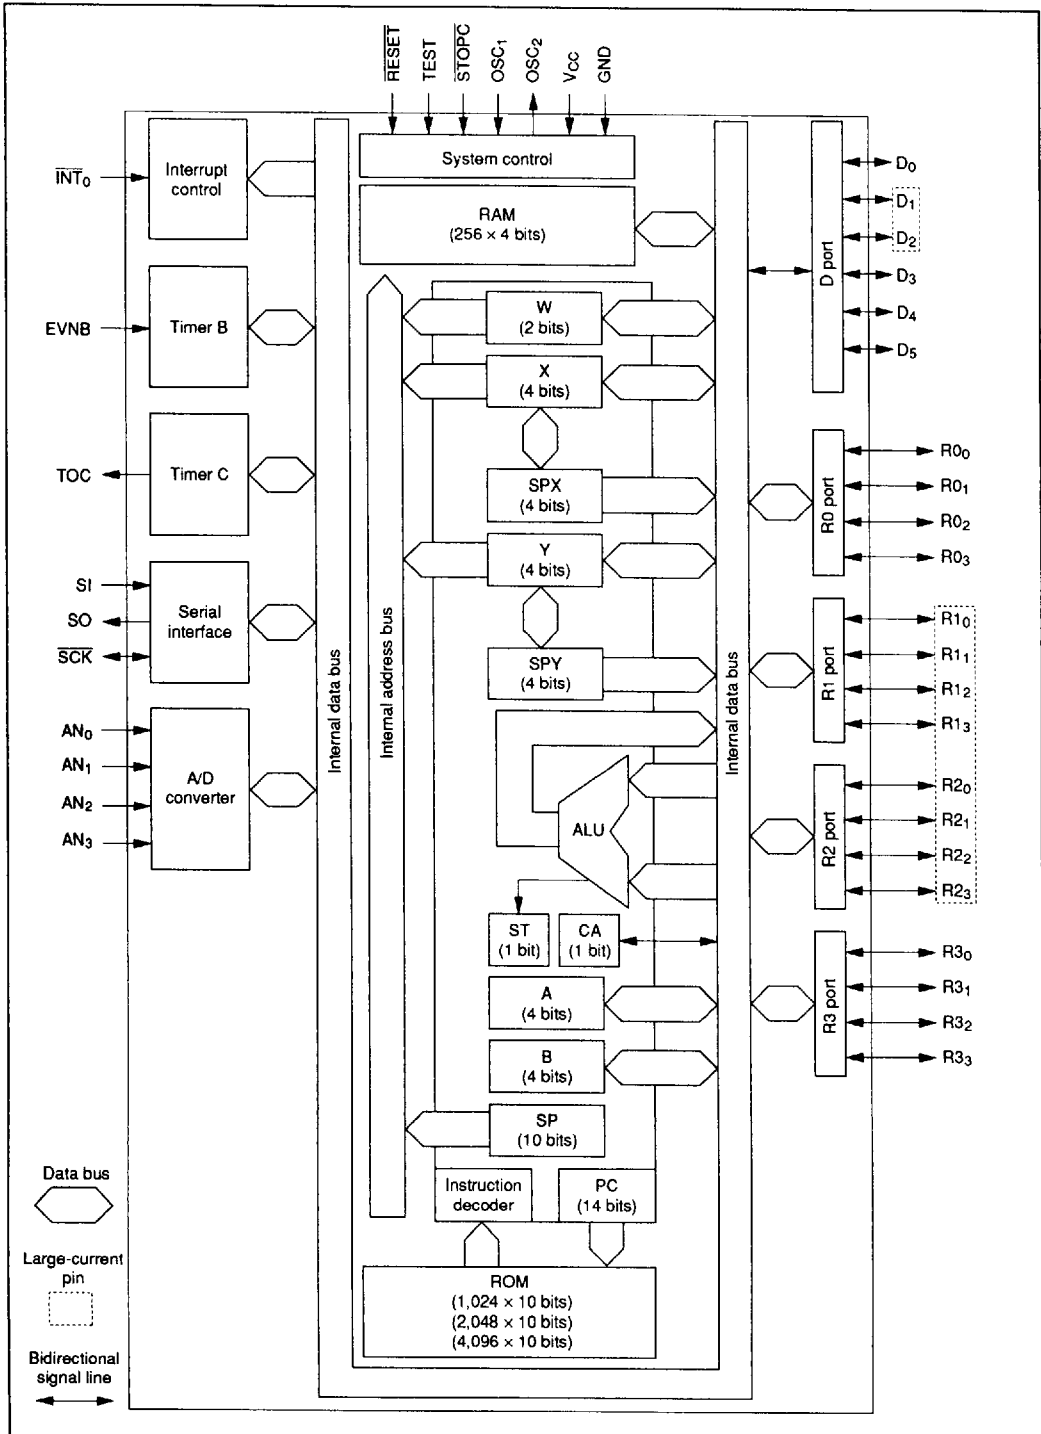 RESET
TEST
STOPC
OSC1
OSC2
VCC
GND
System control
RAM
(256 × 4 bits)
INT0
Interrupt
control
EVNB
Timer B
TOC
Timer C
SI
SO
SCK
Serial
interface
AN0
AN1
AN2
AN3
A/D
converter
Internal data bus
Internal address bus
W
(2 bits)
X
(4 bits)
SPX
(4 bits)
Y
(4 bits)
SPY
(4 bits)
ALU
ST
(1 bit)
CA
(1 bit)
A
(4 bits)
B
(4 bits)
SP
(10 bits)
Instruction
decoder
PC
(14 bits)
ROM
(1,024 × 10 bits)
(2,048 × 10 bits)
(4,096 × 10 bits)
Internal data bus
D port
D0
D1
D2
D3
D4
D5
R0 port
R00
R01
R02
R03
R1 port
R10
R11
R12
R13
R2 port
R20
R21
R22
R23
R3 port
R30
R31
R32
R33
Data bus
Large-current
pin
Bidirectional
signal line